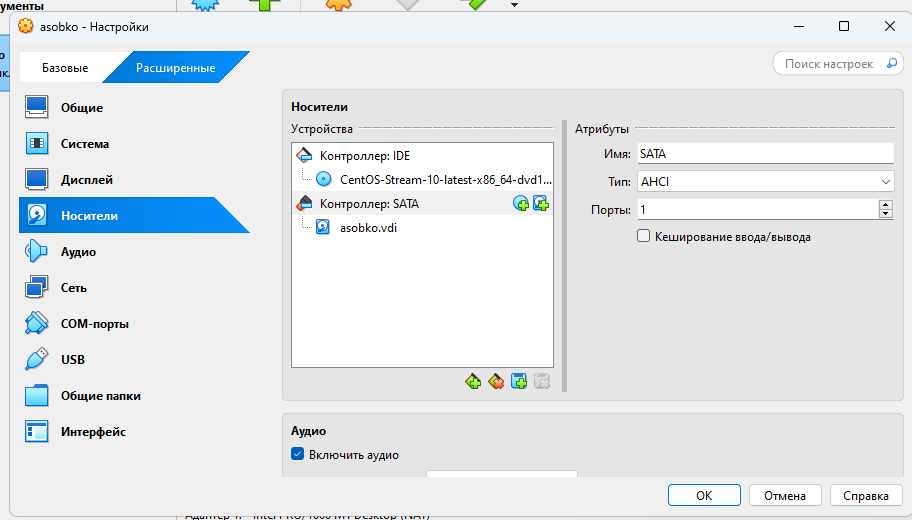 ументы
asobko - Настройки
Базовые
Расширенные
Поиск настроек
Общие
Система
Дисплей
Носители
Аудио
Сеть
COM-порты
USB
Общие папки
Интерфейс
Носители
Устройства
Контроллер: IDE
CentOS-Stream-10-latest-x86_64-dvd1...
Контроллер: SATA
asobko.vdi
Атрибуты
Имя: SATA
Тип: AHCI
Порты: 1
Кеширование ввода/вывода
Аудио
Включить аудио
OK
Отмена
Справка